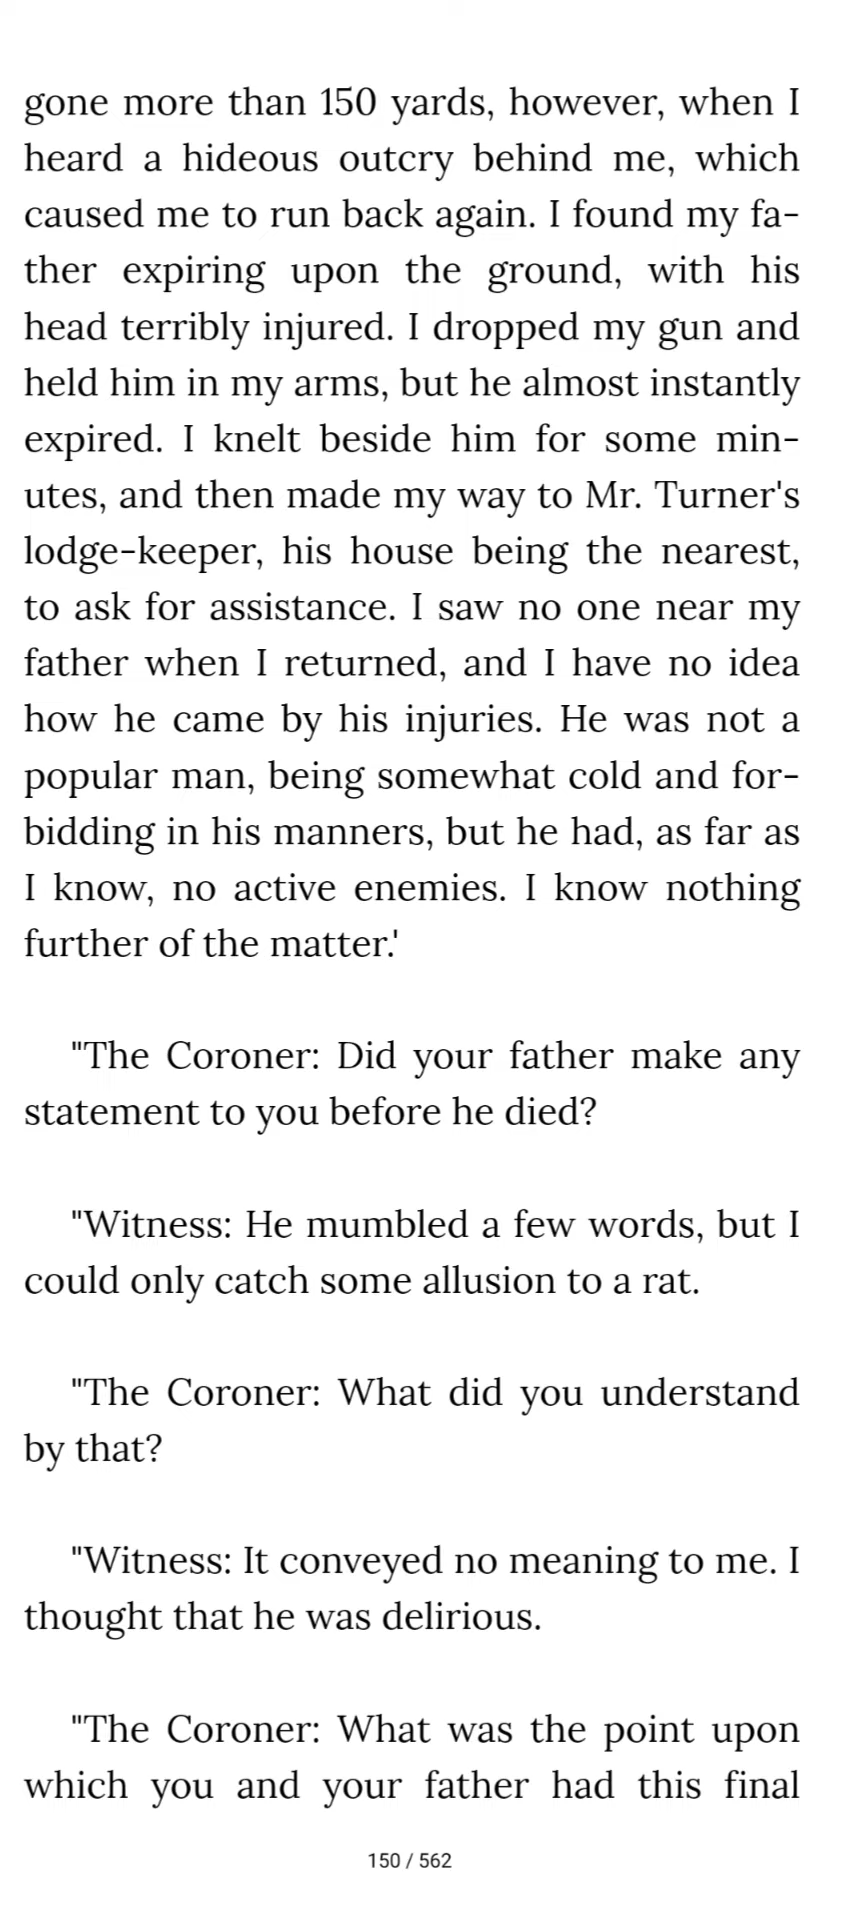 gone more than 150 yards, however, when I
heard a hideous outcry behind me, which
caused me to run back again. I found my fa-
ther expiring upon the ground, with his
head terribly injured. I dropped my gun and
held him in my arms, but he almost instantly
expired. I knelt beside him for some min-
utes, and then made my way to Mr. Turner's
lodge-keeper, his house being the nearest,
to ask for assistance. I saw no one near my
father when I returned, and I have no idea
how he came by his injuries. He was not a
popular man, being somewhat cold and for-
bidding in his manners, but he had, as far as
I know, no active enemies. I know nothing
further of the matter.'
"The Coroner: Did your father make any
statement to you before he died?
"Witness: He mumbled a few words, but I
could only catch some allusion to a rat.
"The Coroner: What did you understand
by that?
"Witness: It conveyed no meaning to me. I
thought that he was delirious.
"The Coroner: What was the point upon
which you and your father had this final
150 / 562